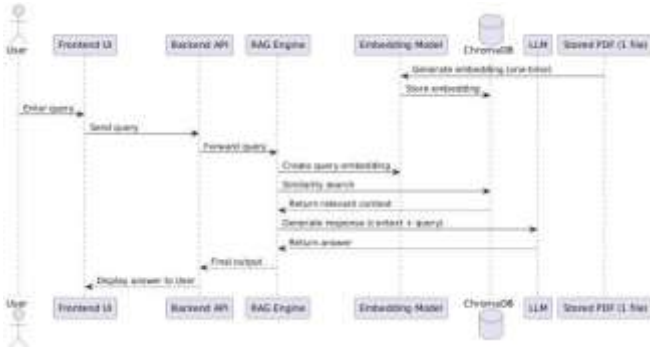 User
Frontend UI
Backend API
RAG Engine
Embedding Model
ChromaDB
LLM
Stored PDF (1 file)
Generate embedding (one-time)
Store embedding
Enter query
Send query
Forward query
Create query embedding
Similarity search
Return relevant context
Generate response (context + query)
Return answer
Final output
Display answer to User
User
Frontend UI
Backend API
RAG Engine
Embedding Model
ChromaDB
LLM
Stored PDF (1 file)